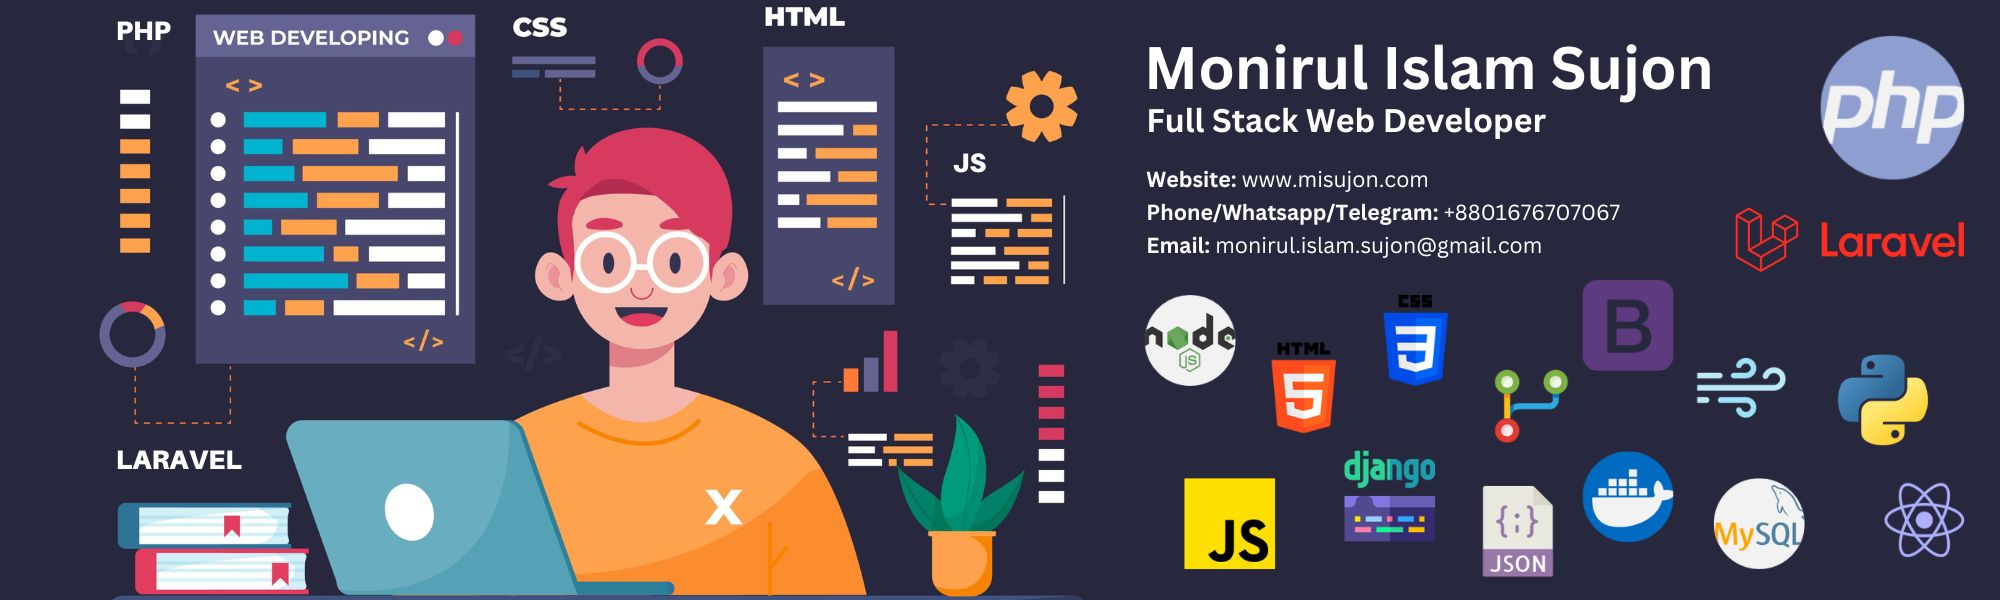 PHP
WEB DEVELOPING
< >
</>
CSS
HTML
< >
</>
JS
</>
LARAVEL
X
Monirul Islam Sujon
Full Stack Web Developer
Website: www.misujon.com
Phone/Whatsapp/Telegram: +8801676707067
Email: monirul.islam.sujon@gmail.com
php
Laravel
node
JS
HTML
5
CSS
3
B
JS
django
{;}
JSON
MySQL